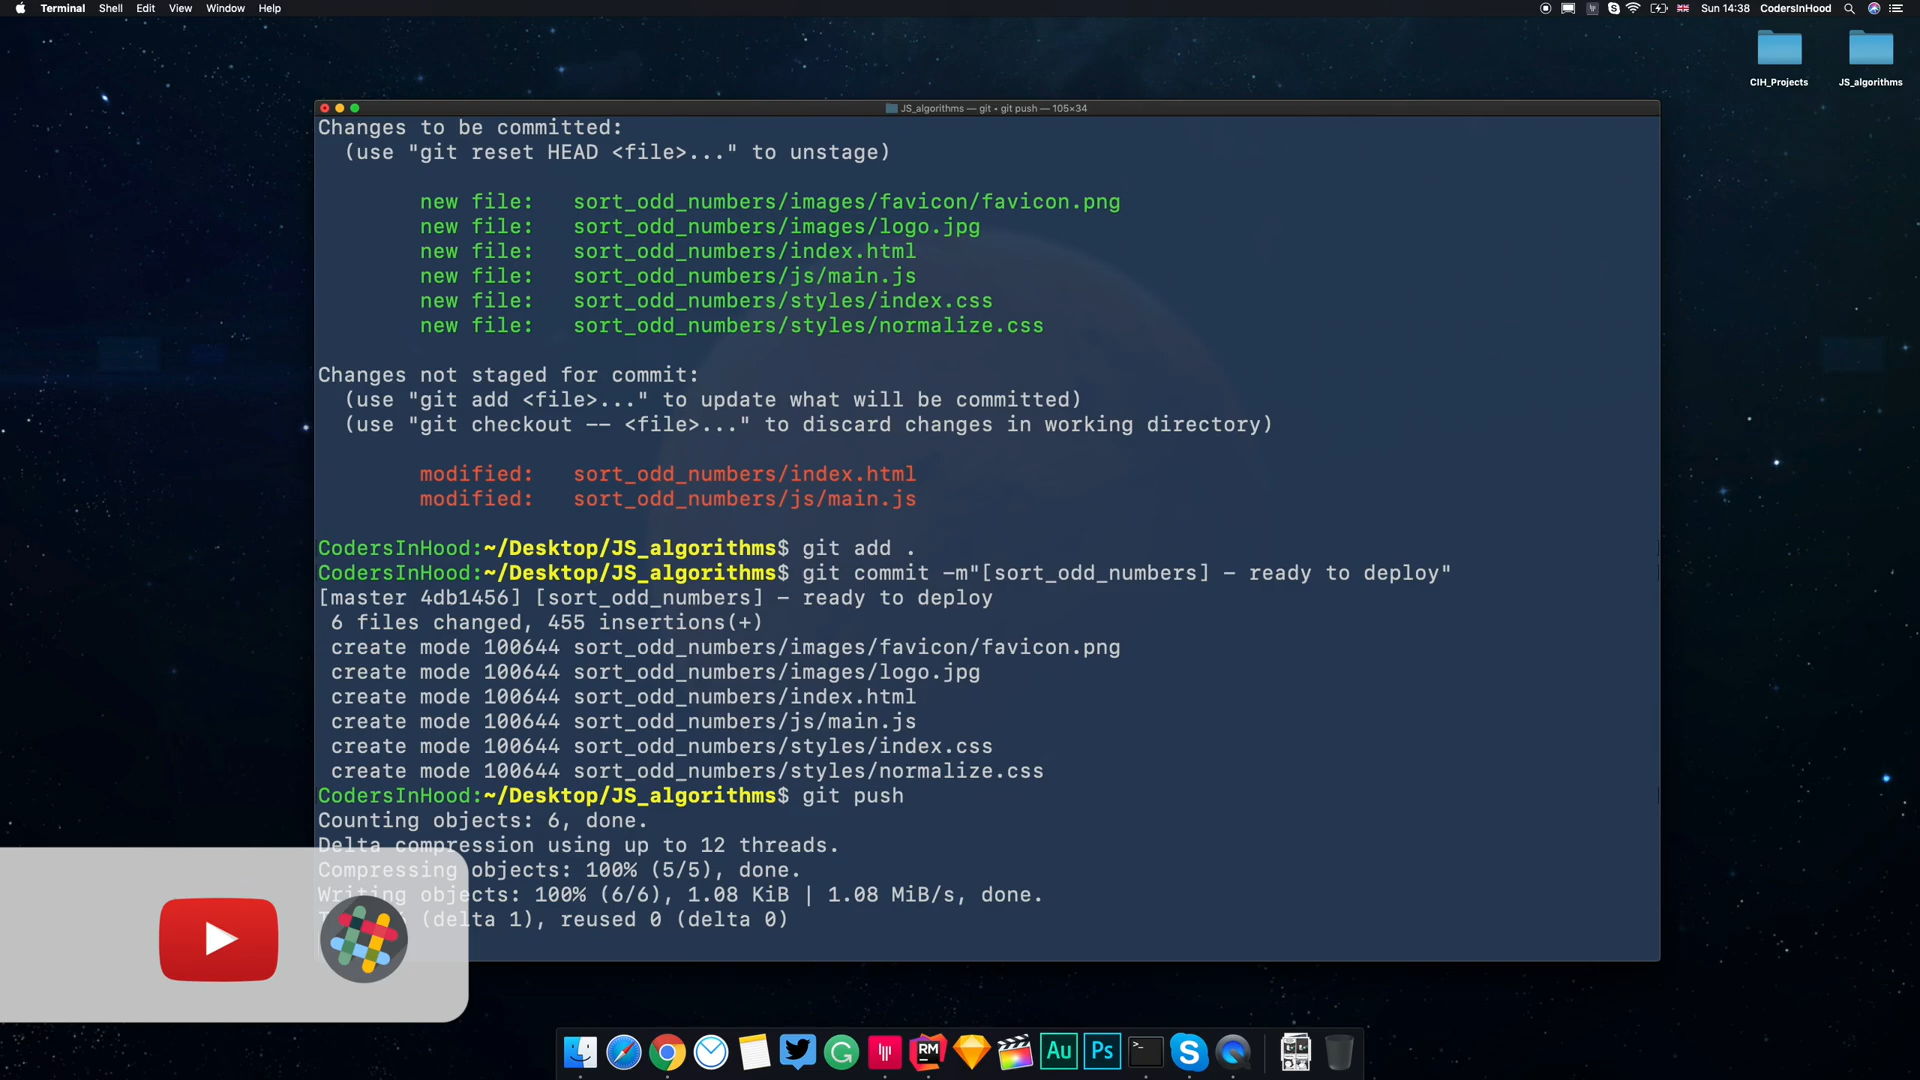 Terminal Shell Edit View Window Help
Sun 14:38 CodersInHood
CIH_Projects JS_algorithms
JS_algorithms — git • git push — 105×34
Changes to be committed:
(use "git reset HEAD <file>..." to unstage)
new file: sort_odd_numbers/images/favicon/favicon.png
new file: sort_odd_numbers/images/logo.jpg
new file: sort_odd_numbers/index.html
new file: sort_odd_numbers/js/main.js
new file: sort_odd_numbers/styles/index.css
new file: sort_odd_numbers/styles/normalize.css
Changes not staged for commit:
(use "git add <file>..." to update what will be committed)
(use "git checkout -- <file>..." to discard changes in working directory)
modified: sort_odd_numbers/index.html
modified: sort_odd_numbers/js/main.js
CodersInHood:~/Desktop/JS_algorithms$ git add .
CodersInHood:~/Desktop/JS_algorithms$ git commit -m"[sort_odd_numbers] - ready to deploy"
[master 4db1456] [sort_odd_numbers] - ready to deploy
6 files changed, 455 insertions(+)
create mode 100644 sort_odd_numbers/images/favicon/favicon.png
create mode 100644 sort_odd_numbers/images/logo.jpg
create mode 100644 sort_odd_numbers/index.html
create mode 100644 sort_odd_numbers/js/main.js
create mode 100644 sort_odd_numbers/styles/index.css
create mode 100644 sort_odd_numbers/styles/normalize.css
CodersInHood:~/Desktop/JS_algorithms$ git push
Counting objects: 6, done.
Delta compression using up to 12 threads.
Compressing objects: 100% (5/5), done.
Writing objects: 100% (6/6), 1.08 KiB | 1.08 MiB/s, done.
(delta 1), reused 0 (delta 0)
RM Au Ps